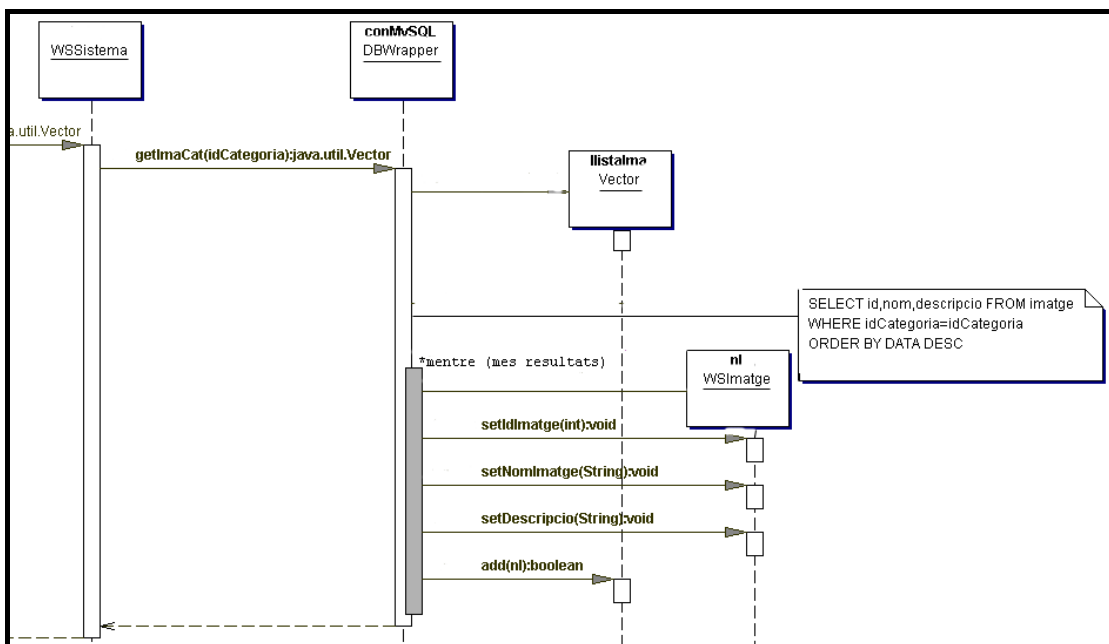 WSSistema
conMySQL
DBWrapper
a.util.Vector
getImaCat(idCategoria):java.util.Vector
llistaIma
Vector
SELECT id,nom,descripcio FROM imatge
WHERE idCategoria=idCategoria
ORDER BY DATA DESC
*mentre (mes resultats)
nI
WSImatge
setIdImatge(int):void
setNomImatge(String):void
setDescripcio(String):void
add(nI):boolean